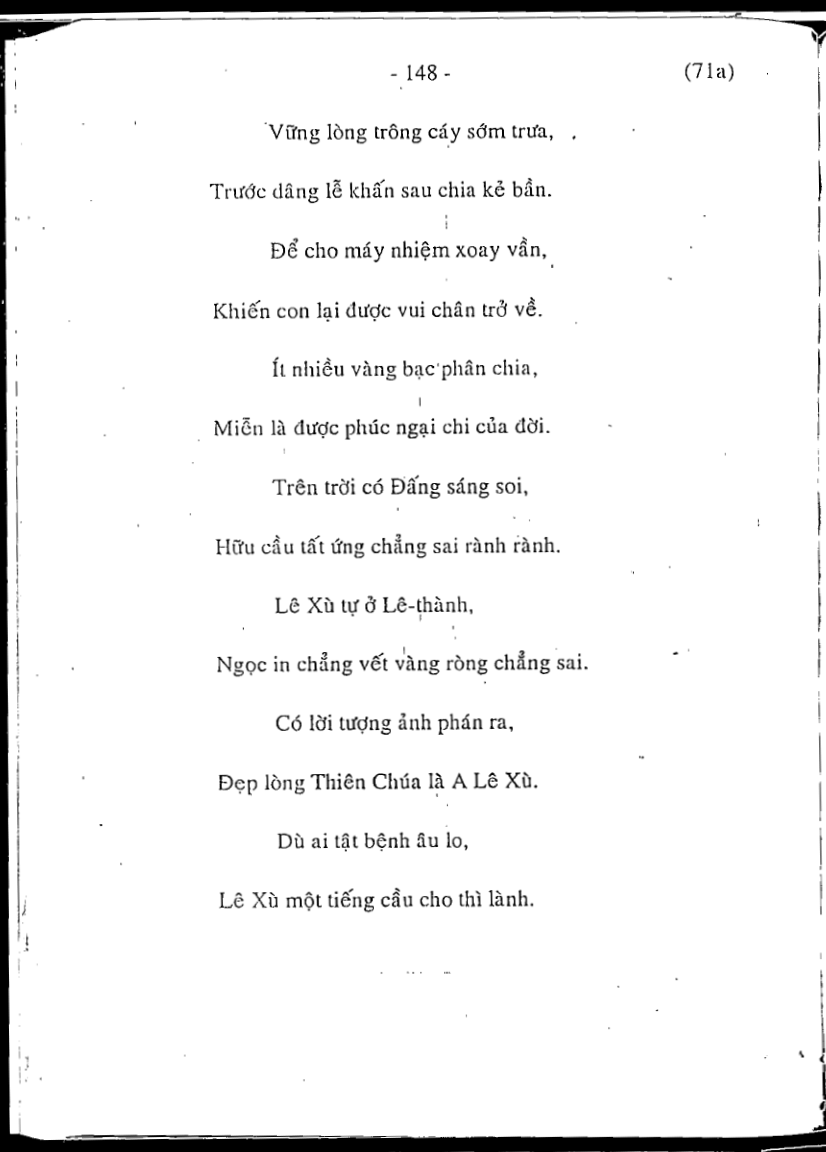 - 148 -
(71a)
Vững lòng trông cáy sớm trưa,
Trước dâng lễ khấn sau chia kẻ bần.
Để cho máy nhiệm xoay vần,
Khiến con lại được vui chân trở về.
Ít nhiều vàng bạc phân chia,
Miễn là được phúc ngại chi của đời.
Trên trời có Đấng sáng soi,
Hữu cầu tất ứng chẳng sai rành rành.
Lê Xù tự ở Lê-thành,
Ngọc in chẳng vết vàng ròng chẳng sai.
Có lời tượng ảnh phán ra,
Đẹp lòng Thiên Chúa là A Lê Xù.
Dù ai tật bệnh âu lo,
Lê Xù một tiếng cầu cho thì lành.